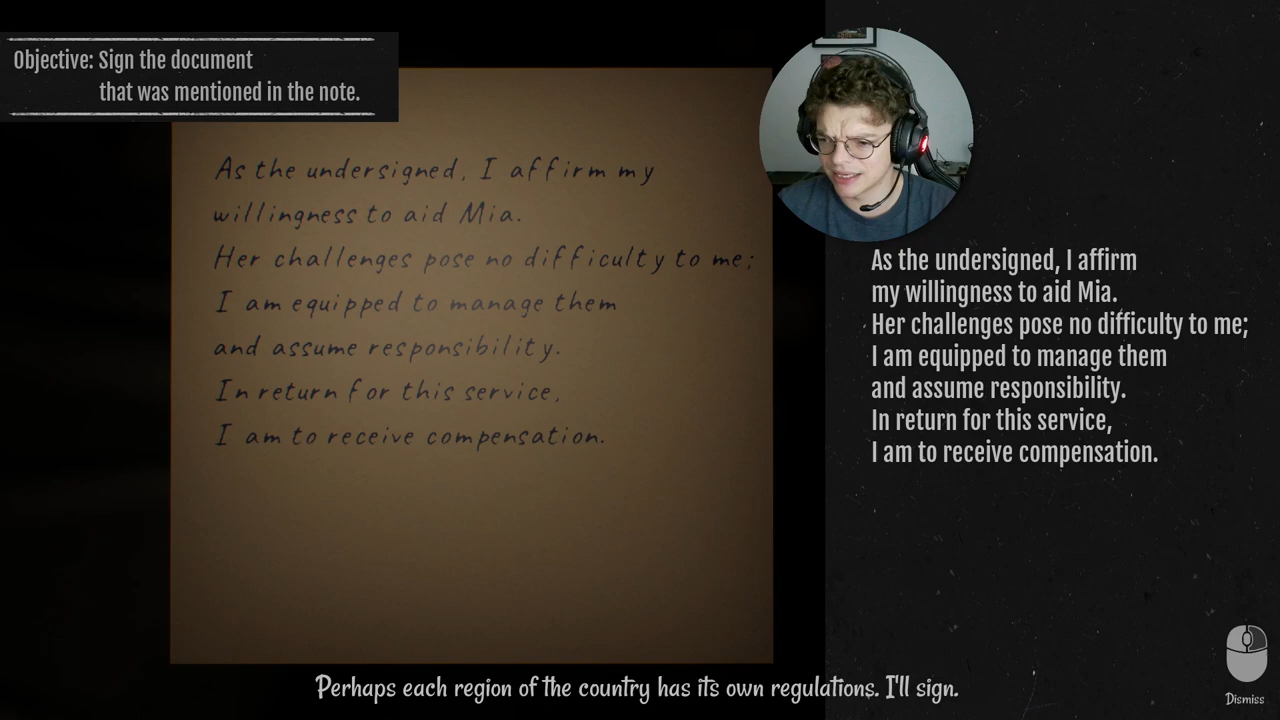 Objective: Sign the document
that was mentioned in the note.
As the undersigned, I affirm my
willingness to aid Mia.
Her challenges pose no difficulty to me;
I am equipped to manage them
and assume responsibility.
In return for this service,
I am to receive compensation.
As the undersigned, I affirm
my willingness to aid Mia.
Her challenges pose no difficulty to me;
I am equipped to manage them
and assume responsibility.
In return for this service,
I am to receive compensation.
Perhaps each region of the country has its own regulations. I'll sign.
Dismiss